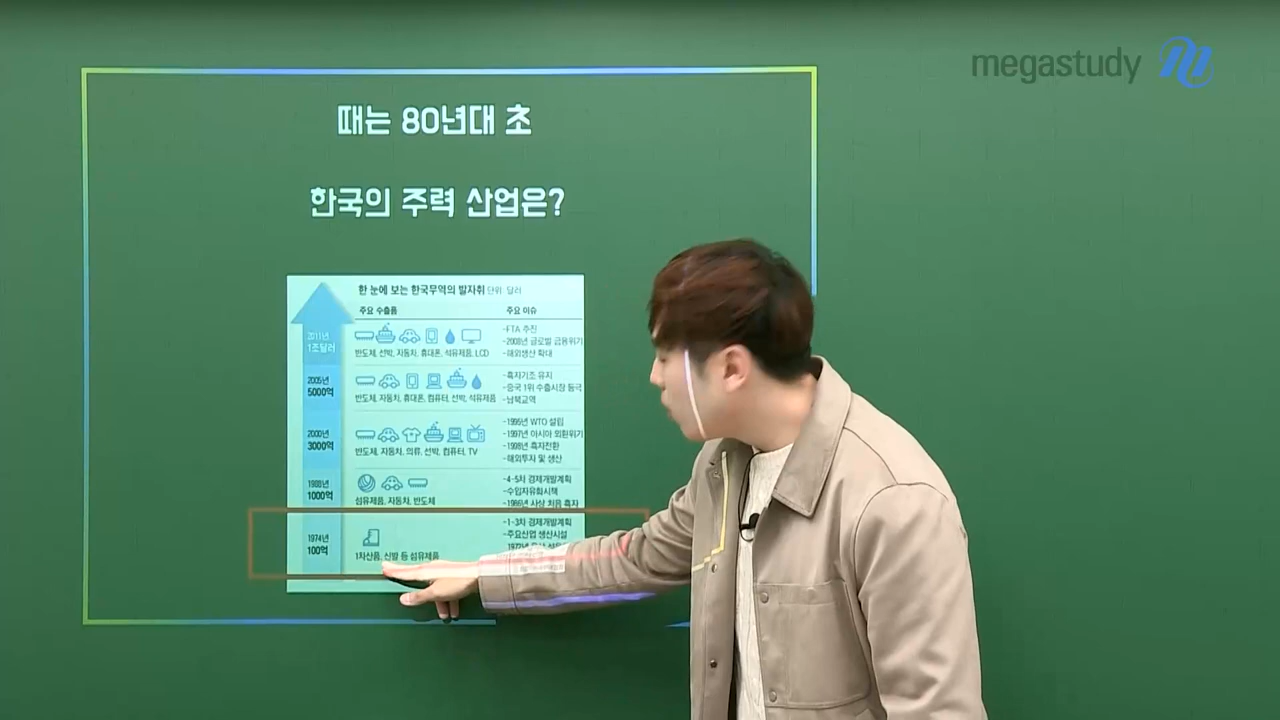 megastudy
때는 80년대 초
한국의 주력 산업은?
한 눈에 보는 한국무역의 발자취 단위 달러
주요 수출품 주요 이슈
2011년
1조달러
반도체, 선박, 자동차, 휴대폰, 석유제품, LCD
-FTA 추진
-2008년 글로벌 금융위기
-해외생산 확대
2005년
5000억
반도체, 자동차, 휴대폰, 컴퓨터, 선박, 석유제품
-흑자기조 유지
-중국 1위 수출시장 등극
-남북교역
2000년
3000억
반도체, 자동차, 의류, 선박, 컴퓨터, TV
-1995년 WTO 설립
-1997년 아시아 외환위기
-1998년 흑자전환
-해외투자 및 생산
1988년
1000억
섬유제품, 자동차, 반도체
-4~5차 경제개발계획
-수입자유화시책
-1986년 사상 처음 흑자
1974년
100억
1차산품, 신발 등 섬유제품
-1~3차 경제개발계획
-주요산업 생산시설